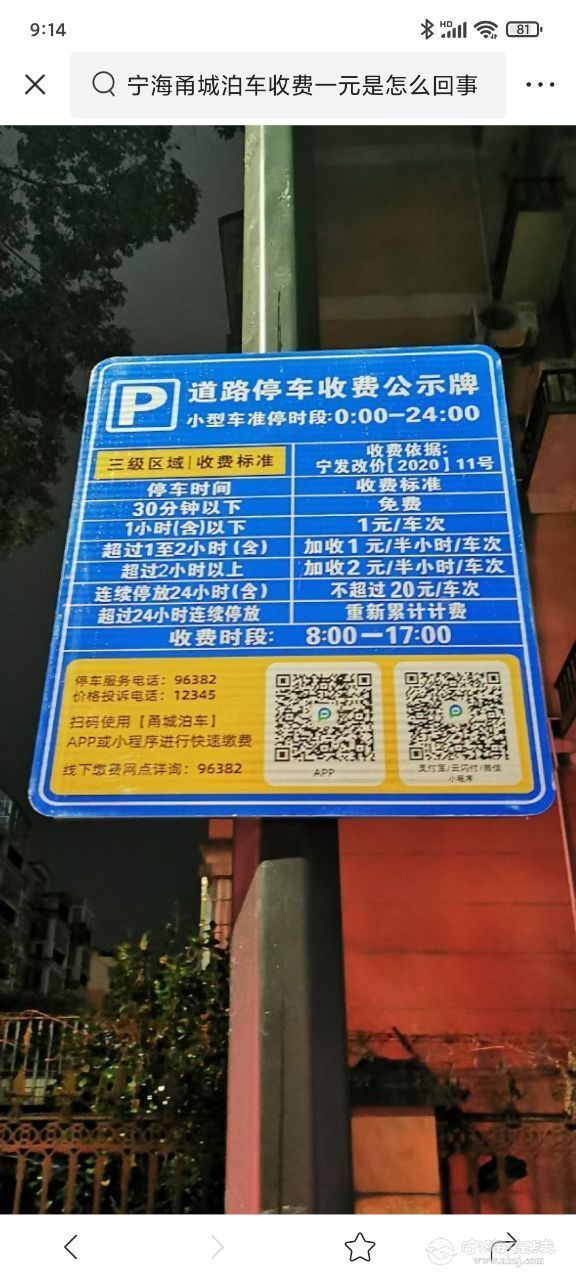 9:14
HD
81
宁海甬城泊车收费一元是怎么回事
P 道路停车收费公示牌
小型车准停时段:0:00—24:00
三级区域|收费标准
收费依据:
宁发改价【2020】11号
停车时间 收费标准
30分钟以下 免费
1小时(含)以下 1元/车次
超过1至2小时(含) 加收1元/半小时/车次
超过2小时以上 加收2元/半小时/车次
连续停放24小时(含) 不超过20元/车次
超过24小时连续停放 重新累计计费
收费时段: 8:00—17:00
停车服务电话: 96382
价格投诉电话: 12345
扫码使用【甬城泊车】
APP或小程序进行快速缴费
线下缴费网点详询: 96382
APP
支付宝/云闪付/微信
小程序
宁海在线
www.nhzj.com